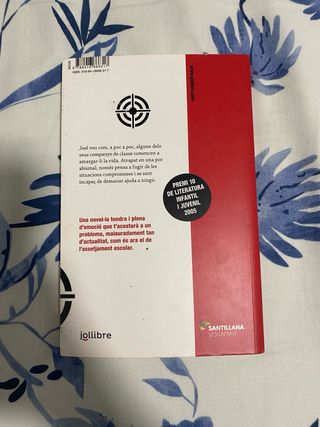 Joel veu com, a poc a poc, alguns dels
seus companys de classe comencen a
amargar-li la vida. Atrapat en una por
abismal, només pensa a fugir de les
situacions compromeses i se sent
incapaç de demanar ajuda a ningú.
PREMI 10
DE LITERATURA
INFANTIL
I JUVENIL
2005
Una novel·la tendra i plena
d'emoció que t'acostarà a un
problema, malauradament tan
d'actualitat, com és ara el de
l'assetjament escolar.
jollibre
SANTILLANA
VORAMAR